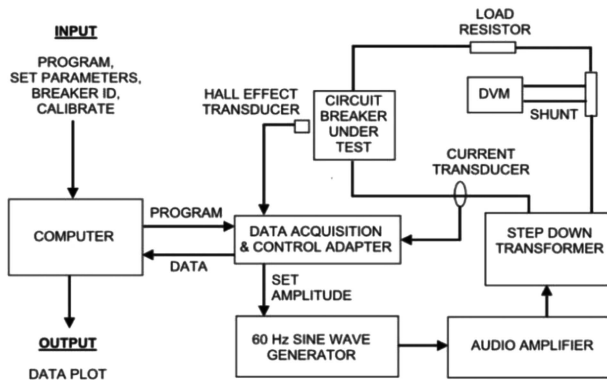 INPUT
PROGRAM,
SET PARAMETERS,
BREAKER ID,
CALIBRATE
HALL EFFECT
TRANSDUCER
CIRCUIT
BREAKER
UNDER
TEST
LOAD
RESISTOR
DVM
SHUNT
CURRENT
TRANSDUCER
COMPUTER
PROGRAM
DATA
DATA ACQUISITION
& CONTROL ADAPTER
STEP DOWN
TRANSFORMER
SET
AMPLITUDE
60 Hz SINE WAVE
GENERATOR
AUDIO AMPLIFIER
OUTPUT
DATA PLOT